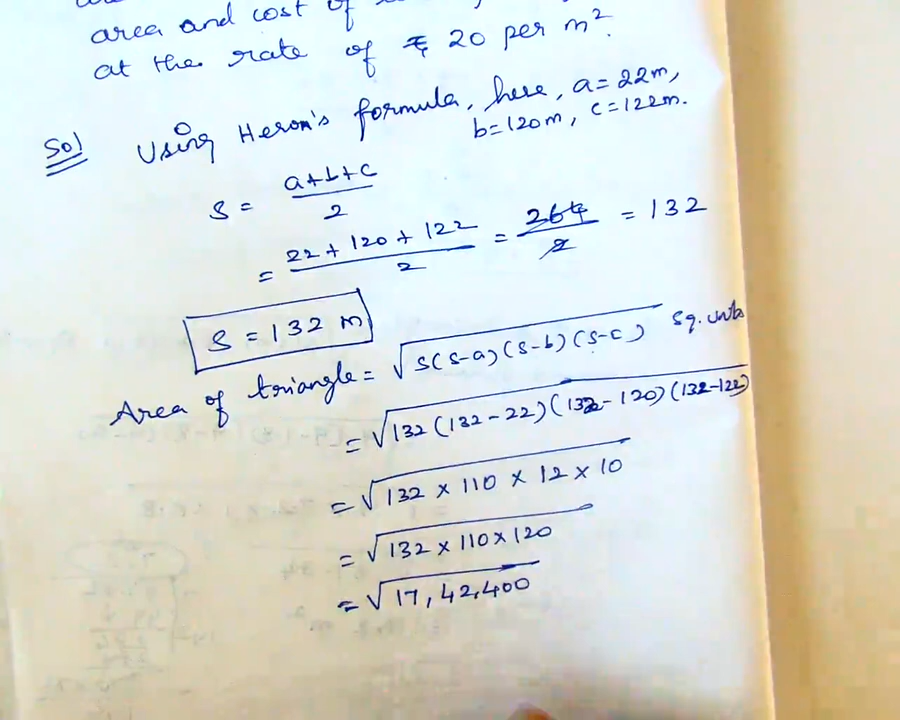 area and cost of
at the rate of ₹ 20 per m².
Sol Using Heron's formula, here, a=22m,
b=120m, c=122m.
S = a+b+c / 2
= 22 + 120 + 122 / 2 = 264 / 2 = 132
S = 132 m
Area of triangle = √S(S-a)(S-b)(S-c) Sq. units
= √132(132-22)(132-120)(132-122)
= √132 × 110 × 12 × 10
= √132 × 110 × 120
= √17,42,400